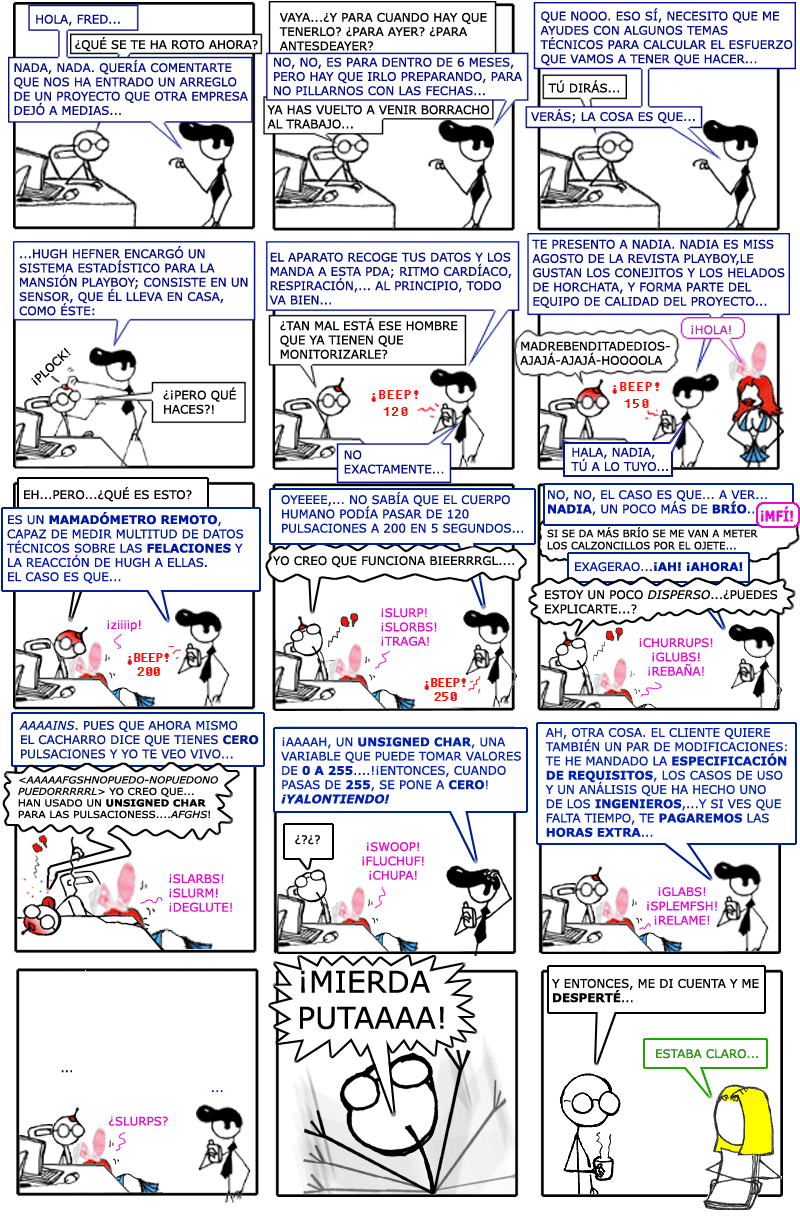 HOLA, FRED...
¿QUÉ SE TE HA ROTO AHORA?
NADA, NADA. QUERÍA COMENTARTE
QUE NOS HA ENTRADO UN ARREGLO
DE UN PROYECTO QUE OTRA EMPRESA
DEJÓ A MEDIAS...
VAYA...¿Y PARA CUANDO HAY QUE
TENERLO? ¿PARA AYER? ¿PARA
ANTESDEAYER?
NO, NO, ES PARA DENTRO DE 6 MESES,
PERO HAY QUE IRLO PREPARANDO, PARA
NO PILLARNOS CON LAS FECHAS...
YA HAS VUELTO A VENIR BORRACHO
AL TRABAJO...
QUE NOOO. ESO SÍ, NECESITO QUE ME
AYUDES CON ALGUNOS TEMAS
TÉCNICOS PARA CALCULAR EL ESFUERZO
QUE VAMOS A TENER QUE HACER...
TÚ DIRÁS...
VERÁS; LA COSA ES QUE...
...HUGH HEFNER ENCARGÓ UN
SISTEMA ESTADÍSTICO PARA LA
MANSIÓN PLAYBOY; CONSISTE EN UN
SENSOR, QUE ÉL LLEVA EN CASA,
COMO ÉSTE:
¡PLOCK!
¿¡PERO QUÉ
HACES?!
EL APARATO RECOGE TUS DATOS Y LOS
MANDA A ESTA PDA; RITMO CARDÍACO,
RESPIRACIÓN,... AL PRINCIPIO, TODO
VA BIEN...
¿TAN MAL ESTÁ ESE HOMBRE
QUE YA TIENEN QUE
MONITORIZARLE?
¡BEEP!
120
NO
EXACTAMENTE...
TE PRESENTO A NADIA. NADIA ES MISS
AGOSTO DE LA REVISTA PLAYBOY,LE
GUSTAN LOS CONEJITOS Y LOS HELADOS
DE HORCHATA, Y FORMA PARTE DEL
EQUIPO DE CALIDAD DEL PROYECTO...
¡HOLA!
MADREBENDITADEDIOS-
AJAJÁ-AJAJÁ-HOOOOLA
¡BEEP!
150
HALA, NADIA,
TÚ A LO TUYO...
EH...PERO...¿QUÉ ES ESTO?
ES UN MAMADÓMETRO REMOTO,
CAPAZ DE MEDIR MULTITUD DE DATOS
TÉCNICOS SOBRE LAS FELACIONES Y
LA REACCIÓN DE HUGH A ELLAS.
EL CASO ES QUE...
¡ziiiip!
¡BEEP!
200
OYEEEE,... NO SABÍA QUE EL CUERPO
HUMANO PODÍA PASAR DE 120
PULSACIONES A 200 EN 5 SEGUNDOS...
YO CREO QUE FUNCIONA BIEERRRGL....
¡SLURP!
¡SLORBS!
¡TRAGA!
¡BEEP!
250
NO, NO, EL CASO ES QUE... A VER...
NADIA, UN POCO MÁS DE BRÍO...
¡MFÍ!
SI SE DA MÁS BRÍO SE ME VAN A METER
LOS CALZONCILLOS POR EL OJETE...
EXAGERAO...¡AH! ¡AHORA!
ESTOY UN POCO DISPERSO...¿PUEDES
EXPLICARTE...?
¡CHURRUPS!
¡GLUBS!
¡REBAÑA!
AAAAINS. PUES QUE AHORA MISMO
EL CACHARRO DICE QUE TIENES CERO
PULSACIONES Y YO TE VEO VIVO...
<AAAAAFGSHNOPUEDO-NOPUEDONO
PUEDORRRRRL> YO CREO QUE...
HAN USADO UN UNSIGNED CHAR
PARA LAS PULSACIONESS....AFGHS!
¡SLARBS!
¡SLURM!
¡DEGLUTE!
¡AAAAH, UN UNSIGNED CHAR, UNA
VARIABLE QUE PUEDE TOMAR VALORES
DE 0 A 255....!¡ENTONCES, CUANDO
PASAS DE 255, SE PONE A CERO!
¡YALONTIENDO!
¿?¿?
¡SWOOP!
¡FLUCHUF!
¡CHUPA!
AH, OTRA COSA. EL CLIENTE QUIERE
TAMBIÉN UN PAR DE MODIFICACIONES:
TE HE MANDADO LA ESPECIFICACIÓN
DE REQUISITOS, LOS CASOS DE USO
Y UN ANÁLISIS QUE HA HECHO UNO
DE LOS INGENIEROS,...Y SI VES QUE
FALTA TIEMPO, TE PAGAREMOS LAS
HORAS EXTRA...
¡GLABS!
¡SPLEMFSH!
¡RELAME!
...
...
¿SLURPS?
¡MIERDA
PUTAAAA!
Y ENTONCES, ME DI CUENTA Y ME
DESPERTÉ...
ESTABA CLARO...